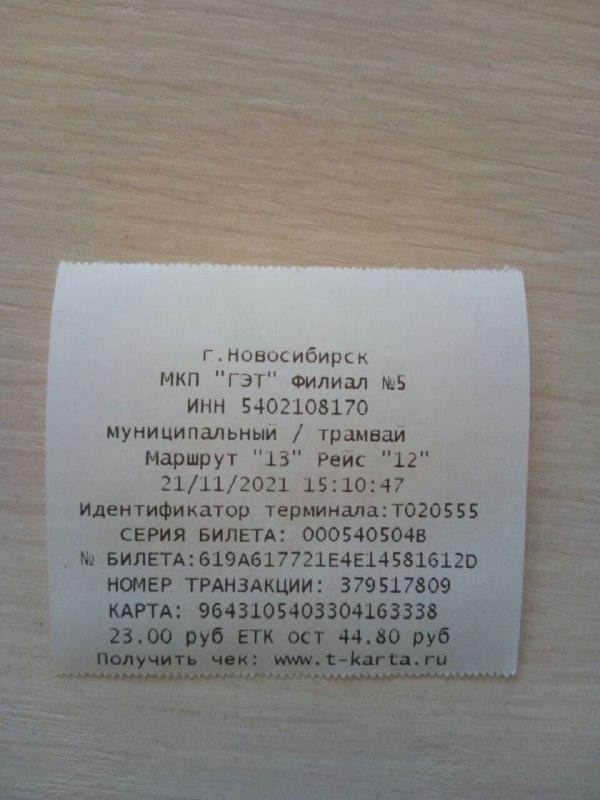 г.Новосибирск
МКП "ГЭТ" Филиал №5
ИНН 5402108170
муниципальный / трамвай
Маршрут "13" Рейс "12"
21/11/2021 15:10:47
Идентификатор терминала:T020555
СЕРИЯ БИЛЕТА: 000540504B
№ БИЛЕТА:619A617721E4E14581612D
НОМЕР ТРАНЗАКЦИИ: 379517809
КАРТА: 9643105403304163338
23.00 руб ЕТК ост 44.80 руб
Получить чек: www.t-karta.ru